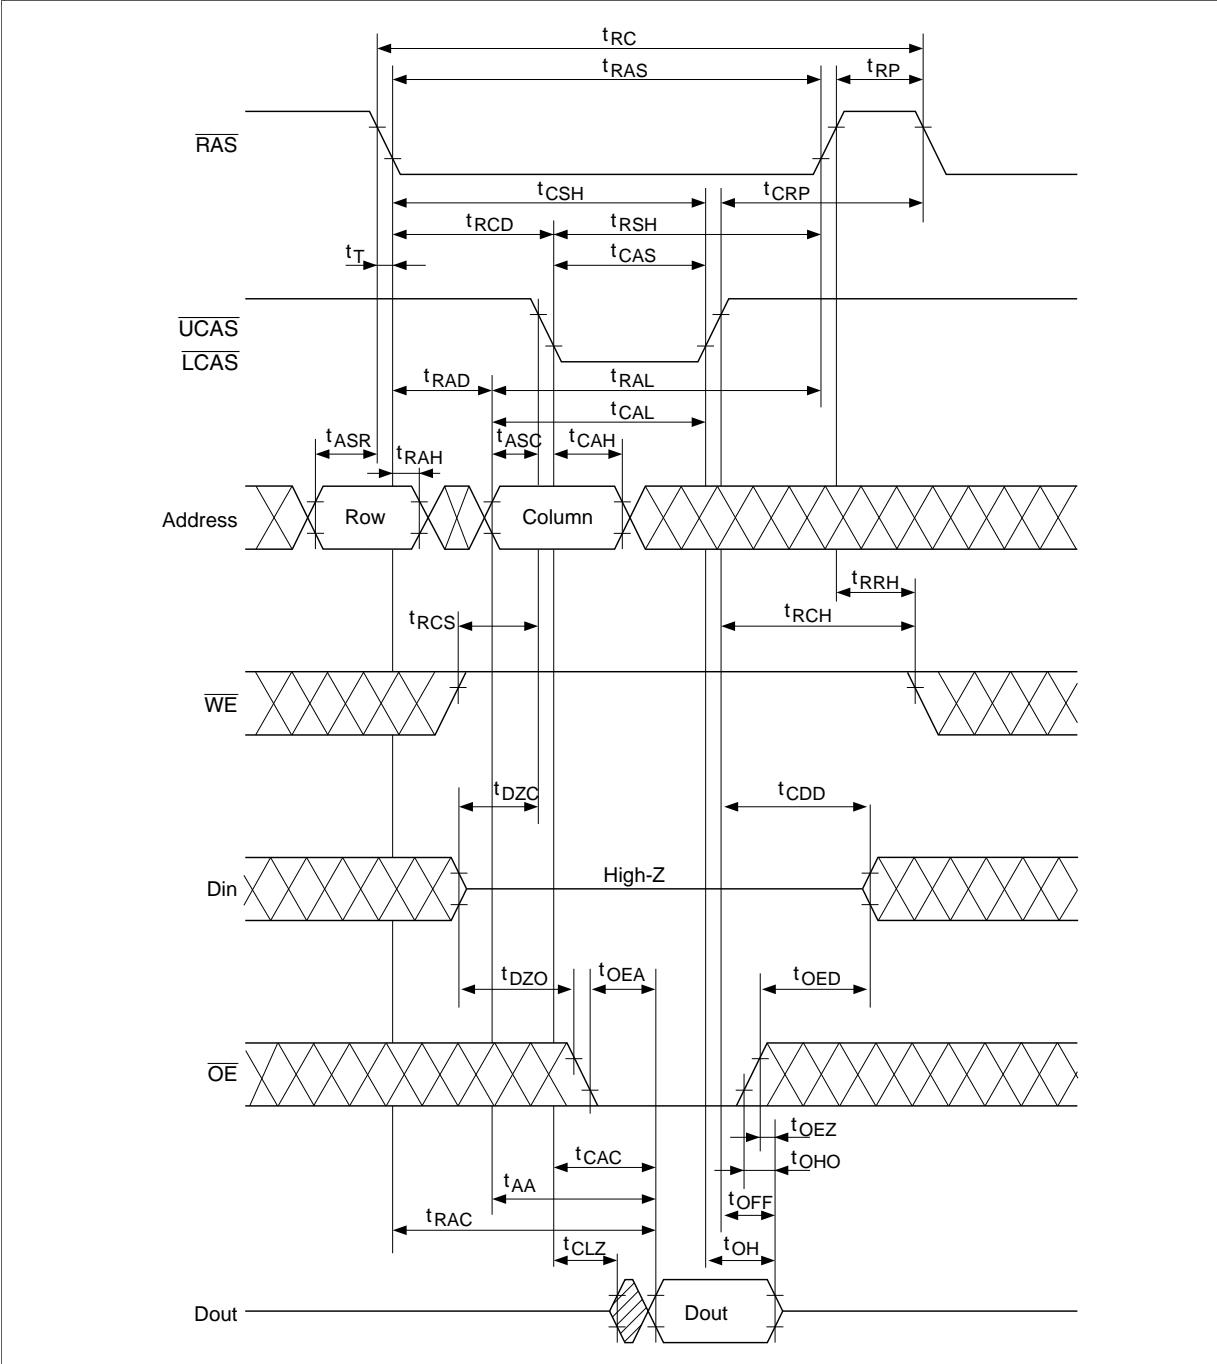 tRC
tRAS
tRP
RAS
tCSH
tCRP
tRCD
tRSH
tT
tCAS
UCAS
LCAS
tRAD
tRAL
tCAL
tASR
tRAH
tASC
tCAH
Address
Row
Column
tRRH
tRCS
tRCH
WE
tDZC
tCDD
Din
High-Z
tDZO
tOEA
tOED
OE
tOEZ
tCAC
tOHO
tAA
tOFF
tRAC
tCLZ
tOH
Dout
Dout